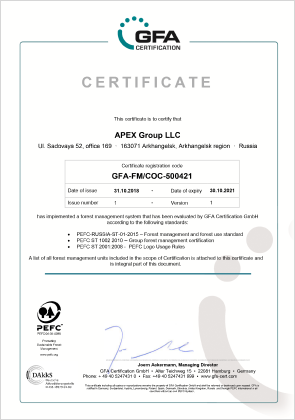 GFA
CERTIFICATION
CERTIFICATE
This certificate is to certify that
APEX Group LLC
Ul. Sadovaya 52, office 169 · 163071 Arkhangelsk, Arkhangelsk region · Russia
Certificate registration code
GFA-FM/COC-500421
Date of issue 31.10.2018 - Date of expiry 30.10.2021
Issue number 1 - Version 1
has implemented a forest management system that has been evaluated by GFA Certification GmbH
according to the following standards:
• PEFC-RUSSIA-ST-01-2015 – Forest management and forest use standard
• PEFC ST 1002 2010 – Group forest management certification
• PEFC ST 2001:2008 - PEFC Logo Usage Rules
A list of all forest management units included in the scope of Certification is attached to this certificate and
is integral part of this document.
PEFC
Promoting
Sustainable Forest
Management
www.pefc.org
Joern Ackermann, Managing Director
GFA Certification GmbH • Alter Teichweg 15 • 22081 Hamburg • Germany
Phone: + 49 40 5247431 0 • Fax: +49 40 5247431 999 • www.gfa-cert.com
DAkkS